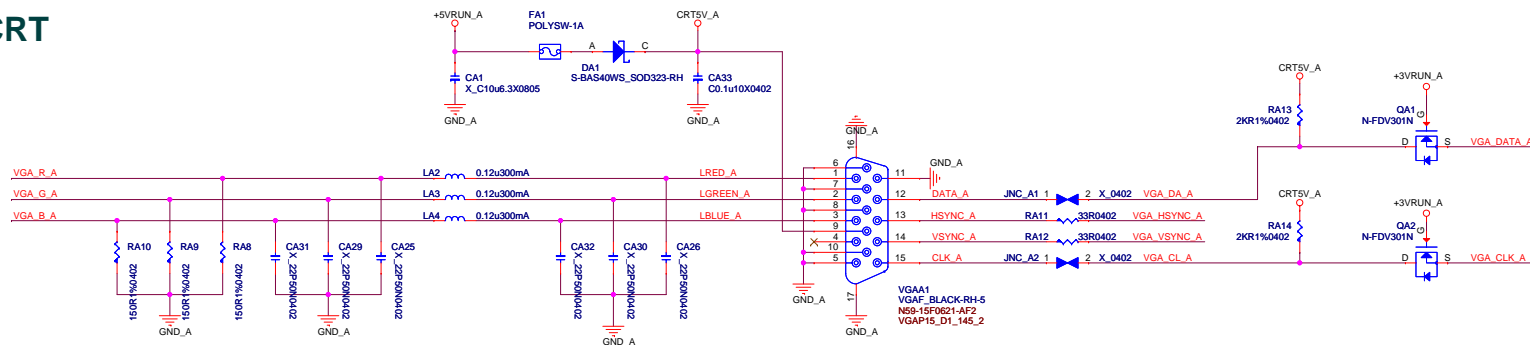 CRT
+5VRUN_A
FA1
POLYSW-1A
CRT5V_A
A
C
DA1
S-BAS40WS_SOD323-RH
CA1
X_C10u6.3X0805
GND_A
CA33
C0.1u10X0402
GND_A
CRT5V_A
+3VRUN_A
RA13
2KR1%0402
QA1
N-FDV301N
G
D
S
VGA_DATA_A
GND_A
16
VGA_R_A
VGA_G_A
VGA_B_A
LA2
0.12u300mA
LA3
0.12u300mA
LA4
0.12u300mA
LRED_A
LGREEN_A
LBLUE_A
6
1
7
2
8
3
9
4
10
5
11
12
13
14
15
GND_A
DATA_A
HSYNC_A
VSYNC_A
CLK_A
JNC_A1
1
2
X_0402
VGA_DA_A
RA11
33R0402
VGA_HSYNC_A
RA12
33R0402
VGA_VSYNC_A
JNC_A2
1
2
X_0402
VGA_CL_A
CRT5V_A
+3VRUN_A
RA14
2KR1%0402
QA2
N-FDV301N
G
D
S
VGA_CLK_A
RA10
150R1%0402
RA9
150R1%0402
RA8
150R1%0402
GND_A
CA31
X_22P50N0402
CA29
X_22P50N0402
CA25
X_22P50N0402
GND_A
CA32
X_22P50N0402
CA30
X_22P50N0402
CA26
X_22P50N0402
GND_A
GND_A
17
GND_A
VGAA1
VGAF_BLACK-RH-5
N59-15F0621-AF2
VGAP15_D1_145_2